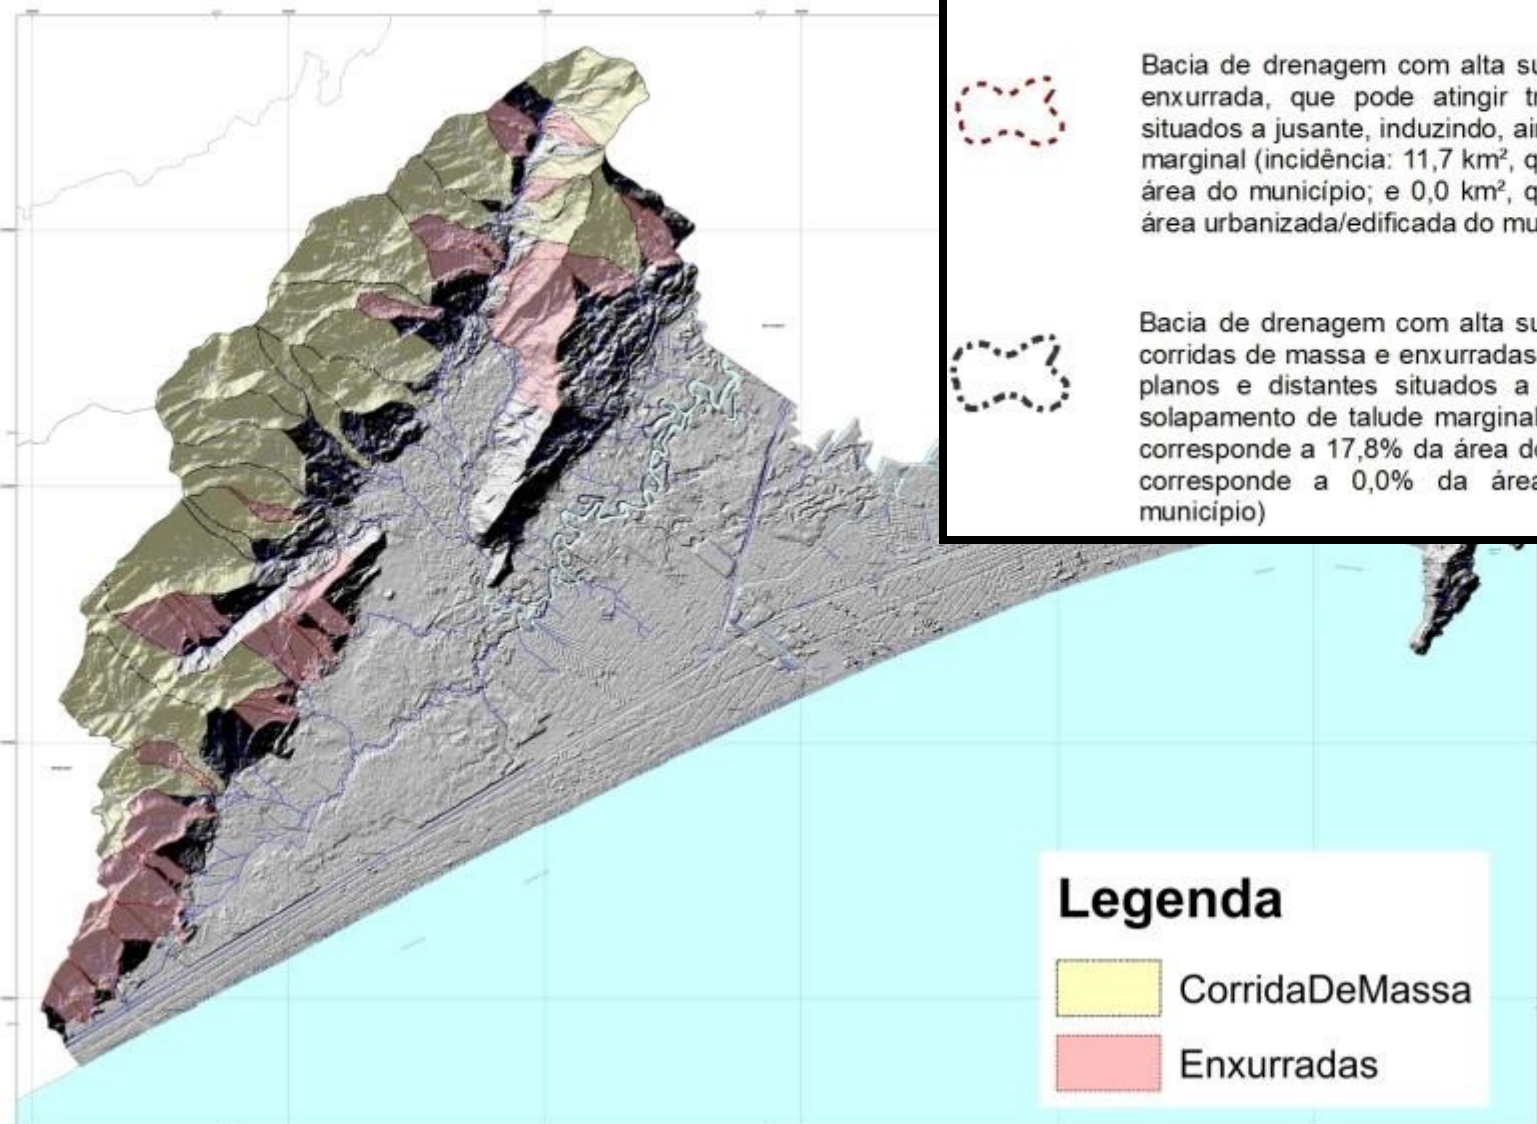 Bacia de drenagem com alta su
enxurrada, que pode atingir tr
situados a jusante, induzindo, ai
marginal (incidência: 11,7 km², q
área do município; e 0,0 km², q
área urbanizada/edificada do mu
Bacia de drenagem com alta su
corridas de massa e enxurradas
planos e distantes situados a
solapamento de talude marginal
corresponde a 17,8% da área de
corresponde a 0,0% da área
município)
Legenda
CorridaDeMassa
Enxurradas